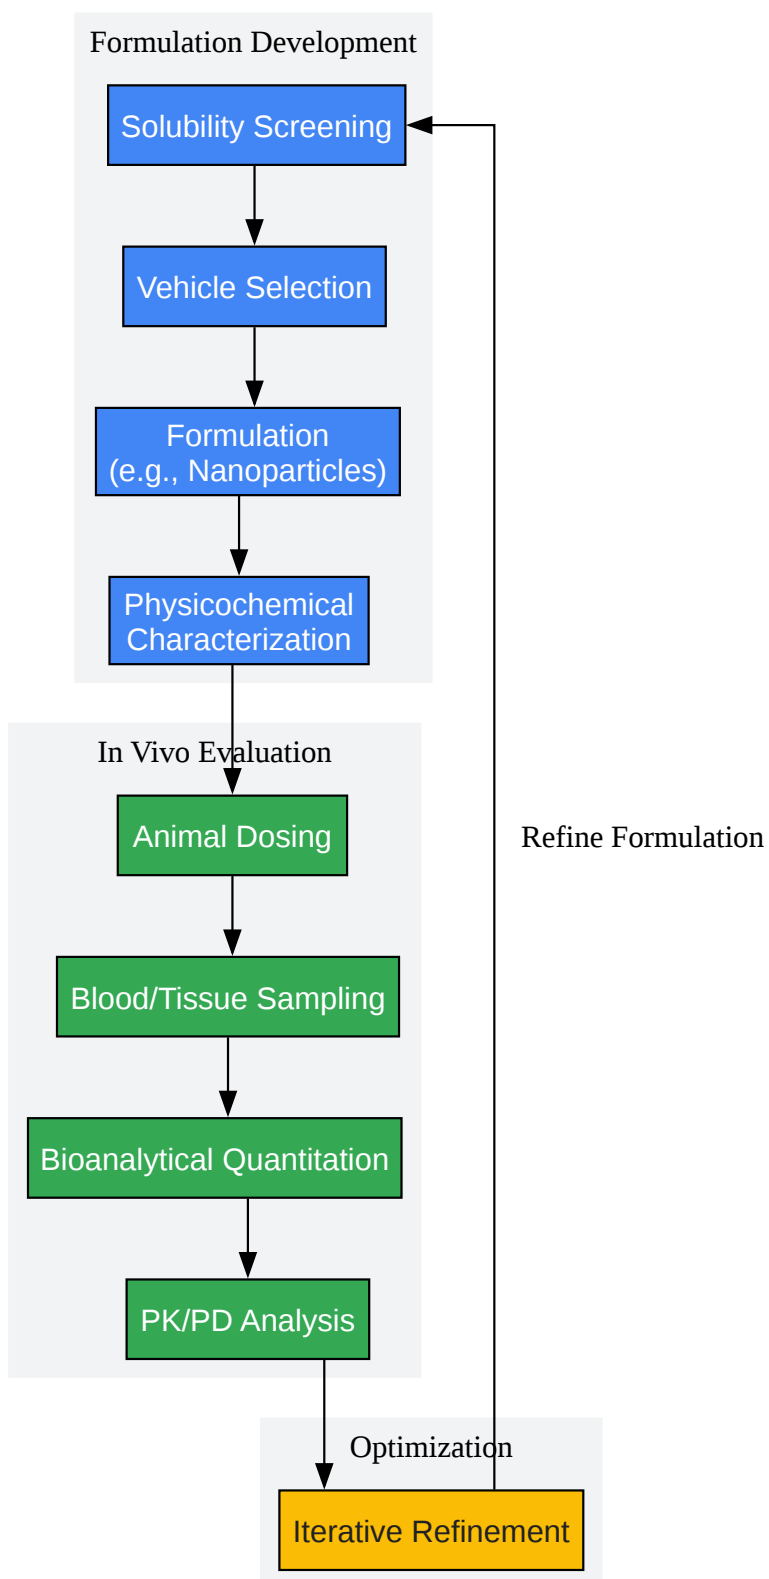 Formulation Development
Solubility Screening
Vehicle Selection
Formulation
(e.g., Nanoparticles)
Physicochemical
Characterization
In Vivo Evaluation
Animal Dosing
Refine Formulation
Blood/Tissue Sampling
Bioanalytical Quantitation
PK/PD Analysis
Optimization
Iterative Refinement